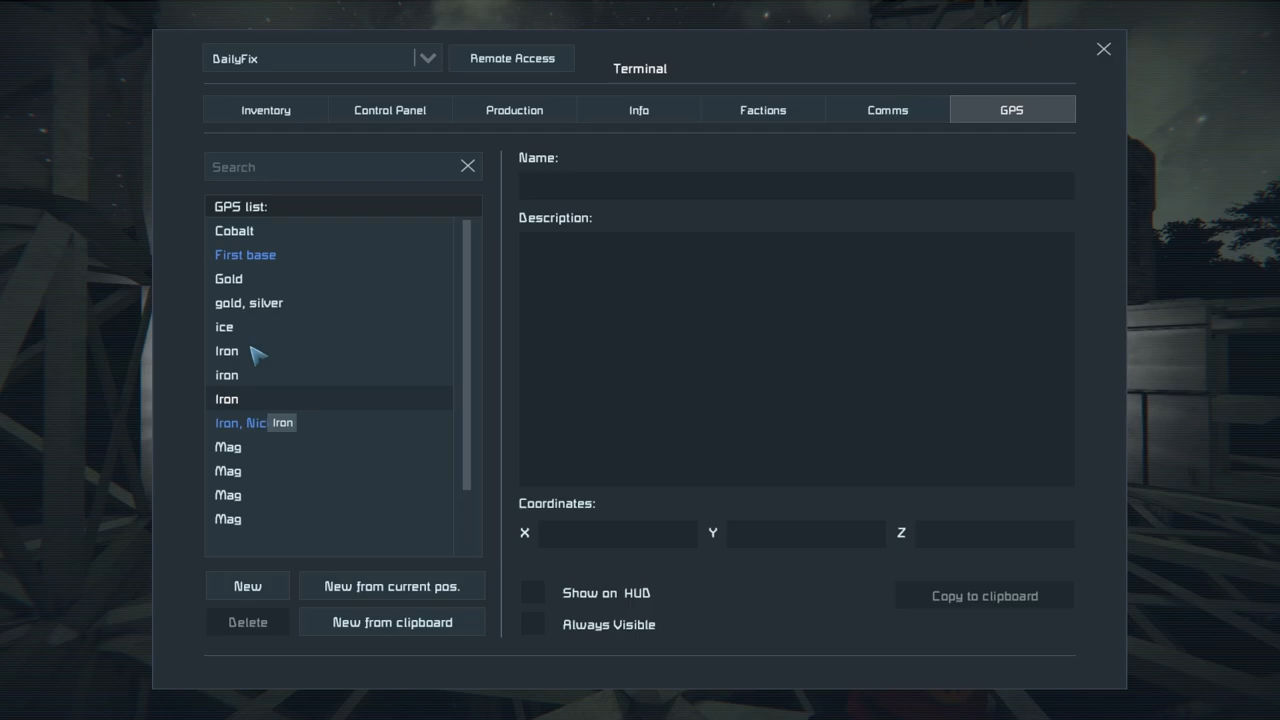 DailyFix
Remote Access
Terminal
Inventory
Control Panel
Production
Info
Factions
Comms
GPS
Search
GPS list:
Cobalt
First base
Gold
gold, silver
ice
Iron
iron
Iron
Iron, Nic
Iron
Mag
Mag
Mag
Mag
New
New from current pos.
Delete
New from clipboard
Name:
Description:
Coordinates:
X
Y
Z
Show on HUD
Always Visible
Copy to clipboard